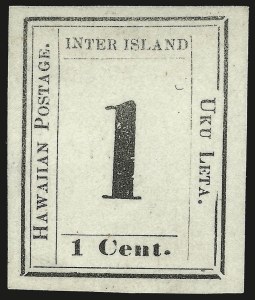 INTER ISLAND
HAWAIIAN POSTAGE.
1
UKU LETA.
1 Cent.